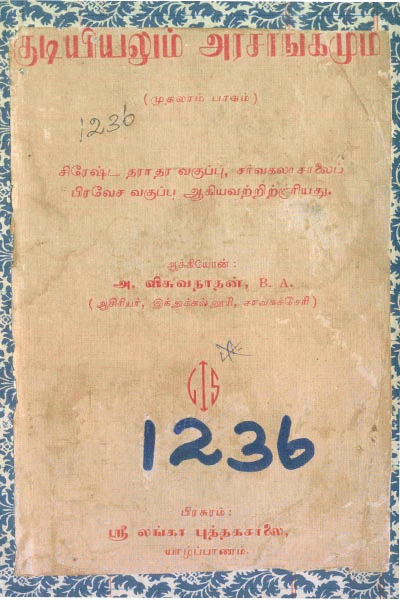 குடியியலும் அரசாங்கமும்
(முதலாம் பாகம்)
1236
சிரேஷ்ட தராதர வகுப்பு, சர்வகலாசாலைப்
பிரவேச வகுப்பு ஆகியவற்றிற்குரியது.
ஆக்கியோன்:
அ. விசுவநாதன், B. A.
(ஆசிரியர், இந்துக்கல்லூரி, சாவகச்சேரி)
1236
பிரசுரம்:
ஸ்ரீ லங்கா புத்தகசாலை,
யாழ்ப்பாணம்.